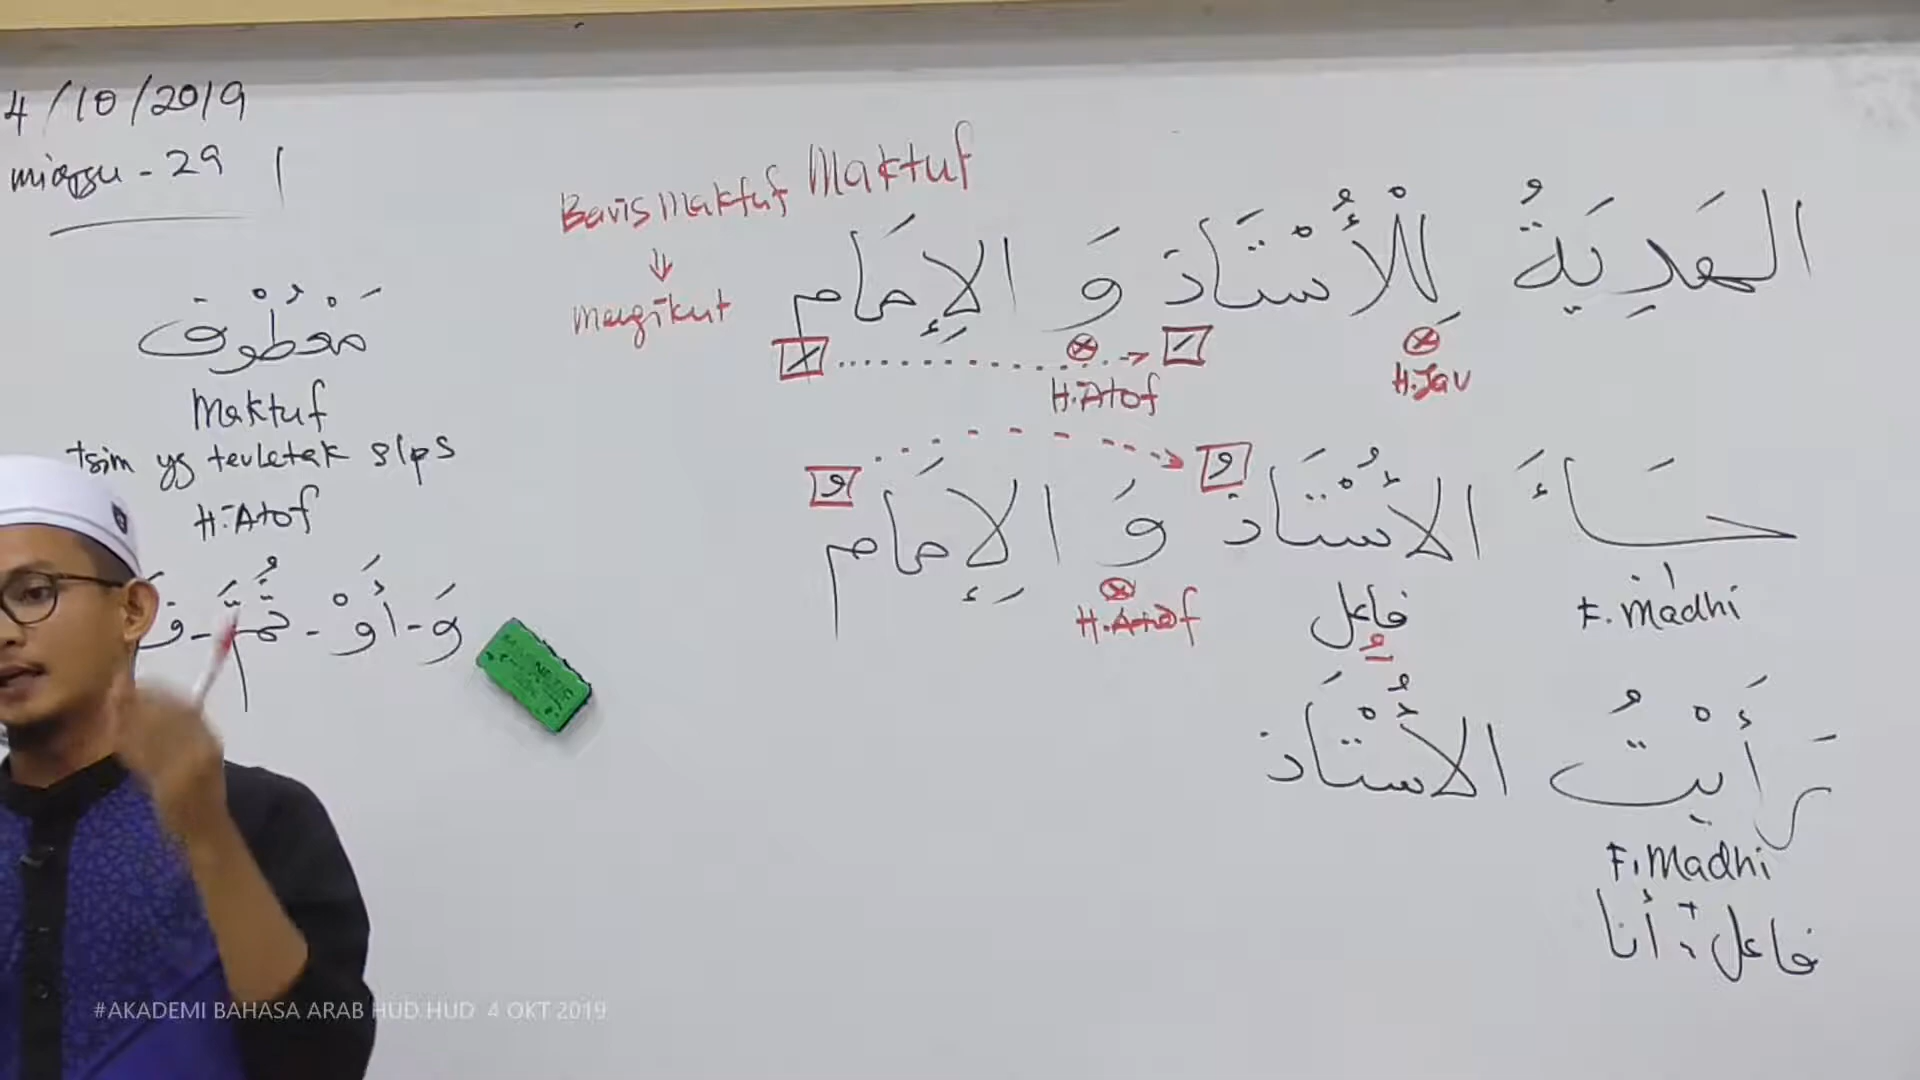 4/10/2019
minggu - 29
مَعْطُوْفَ
Maktuf
Isim yg terletak slps
H.Atof
وَ - أَوْ - ثُمَّ - فَ
Baris Maktuf
mengikut
Maktuf
الهَدِيَةُ لِلْأُسْتَاذ وَ الإِمَام
H.Atof
H.Jar
جَاءَ الأُسْتَاذ وَ الإِمَام
H.Atof
فاعل
F. Madhi
رَأَيْتُ الأُسْتَاذ
F. Madhi
+
فاعل ; أنا
#AKADEMI BAHASA ARAB HUD HUD 4 OKT 2019